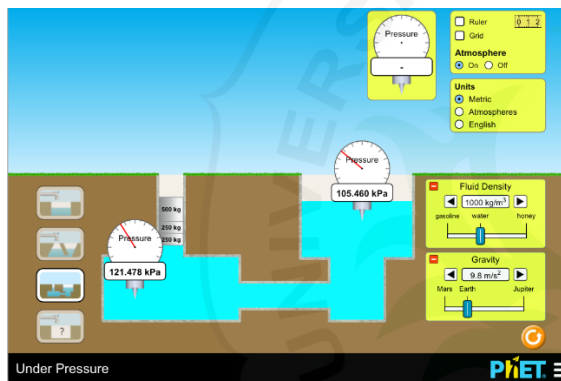 Pressure
-
Ruler
0 1 2
Grid
Atmosphere
On
Off
Units
Metric
Atmospheres
English
Pressure
105.460 kPa
500 kg
250 kg
250 kg
Pressure
121.478 kPa
Fluid Density
1000 kg/m³
gasoline water honey
Gravity
9.8 m/s²
Mars Earth Jupiter
?
Under Pressure
PhET